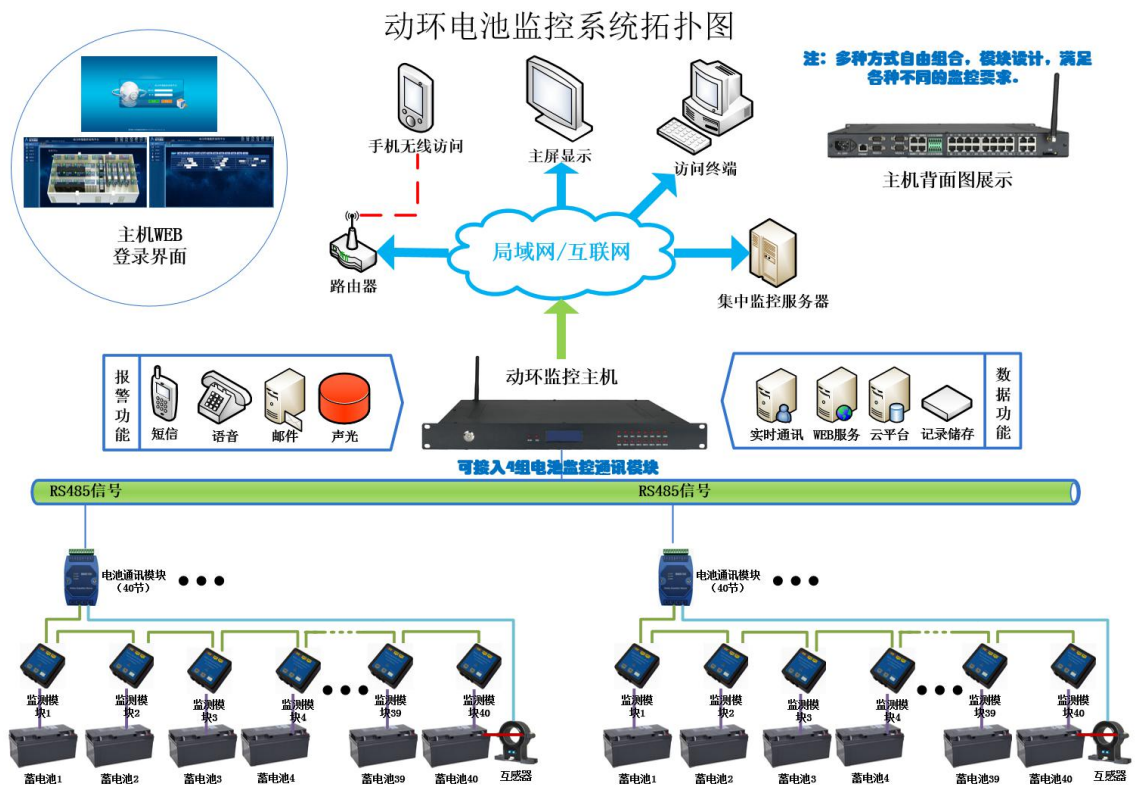 动环电池监控系统拓扑图
注：多种方式自由组合，模块设计，满足
各种不同的监控要求.
手机无线访问
主屏显示
访问终端
主机背面图展示
主机WEB
登录界面
局域网/互联网
路由器
集中监控服务器
报警功能
短信
语音
邮件
声光
动环监控主机
实时通讯
WEB服务
云平台
记录储存
数据功能
可接入4组电池监控通讯模块
RS485信号
RS485信号
电池通讯模块
（40节）
电池通讯模块
（40节）
监测模
块1
监测模
块2
监测模
块3
监测模
块4
监测模
块39
监测模
块40
监测模
块1
监测模
块2
监测模
块3
监测模
块4
监测模
块39
监测模
块40
蓄电池1
蓄电池2
蓄电池3
蓄电池4
蓄电池39
蓄电池40
互感器
蓄电池1
蓄电池2
蓄电池3
蓄电池4
蓄电池39
蓄电池40
互感器